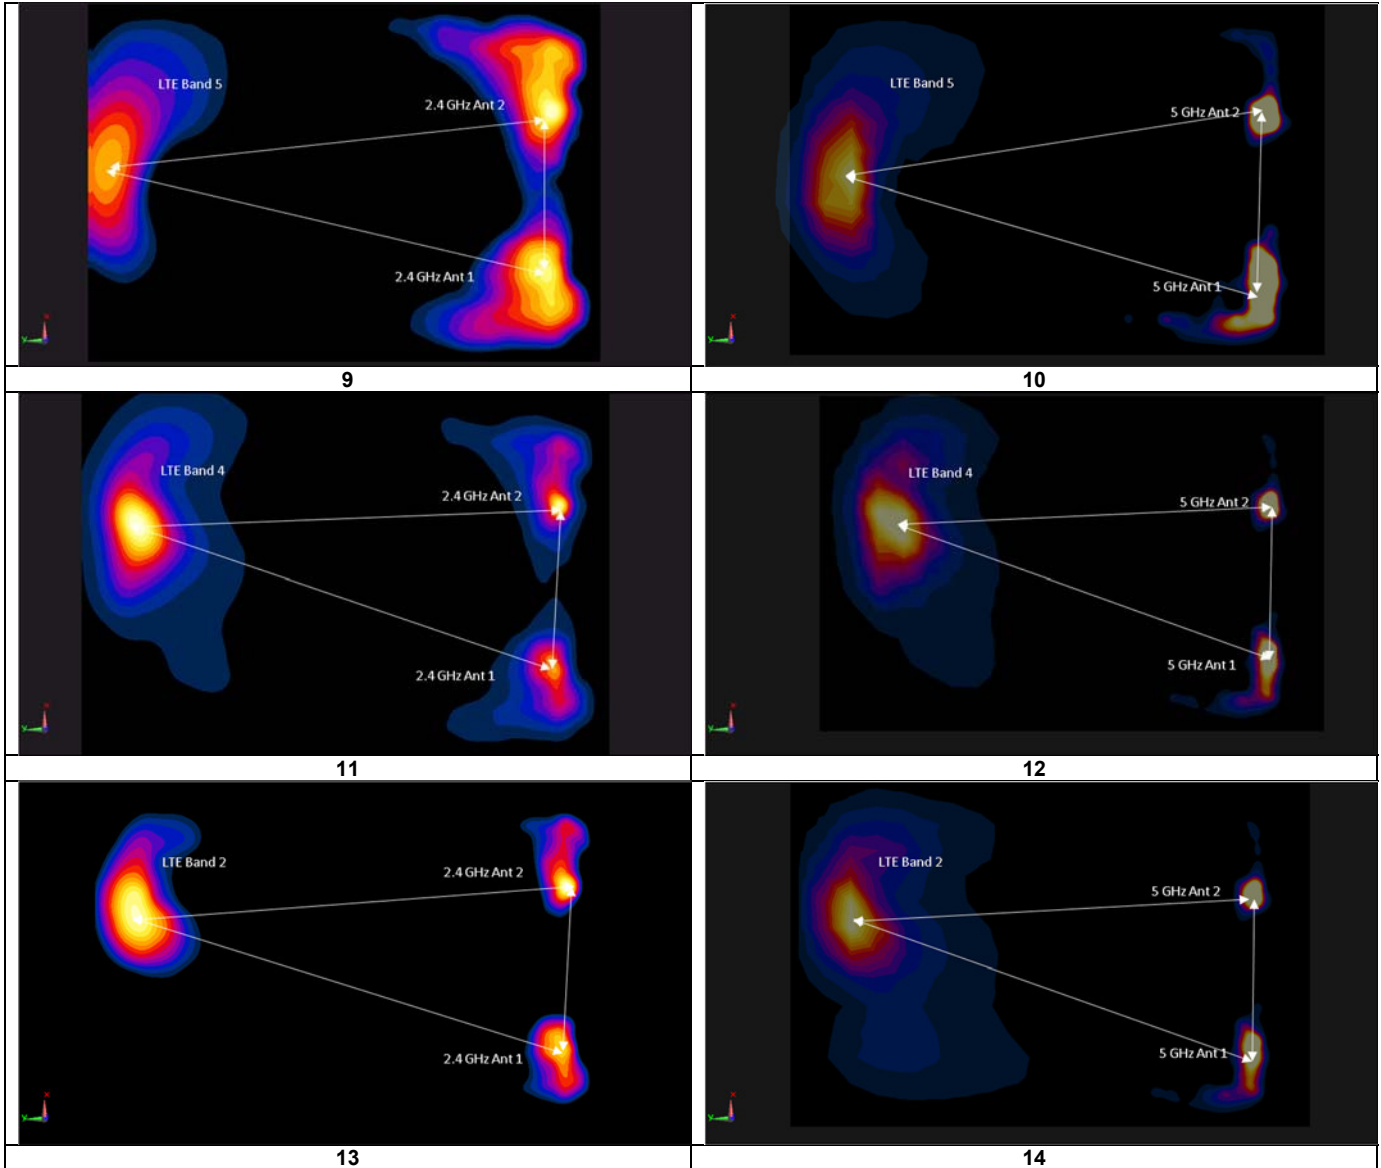 LTE Band 5
2.4 GHz Ant 2
2.4 GHz Ant 1
LTE Band 5
5 GHz Ant 2
5 GHz Ant 1
9
10
LTE Band 4
2.4 GHz Ant 2
2.4 GHz Ant 1
LTE Band 4
5 GHz Ant 2
5 GHz Ant 1
11
12
LTE Band 2
2.4 GHz Ant 2
2.4 GHz Ant 1
LTE Band 2
5 GHz Ant 2
5 GHz Ant 1
13
14